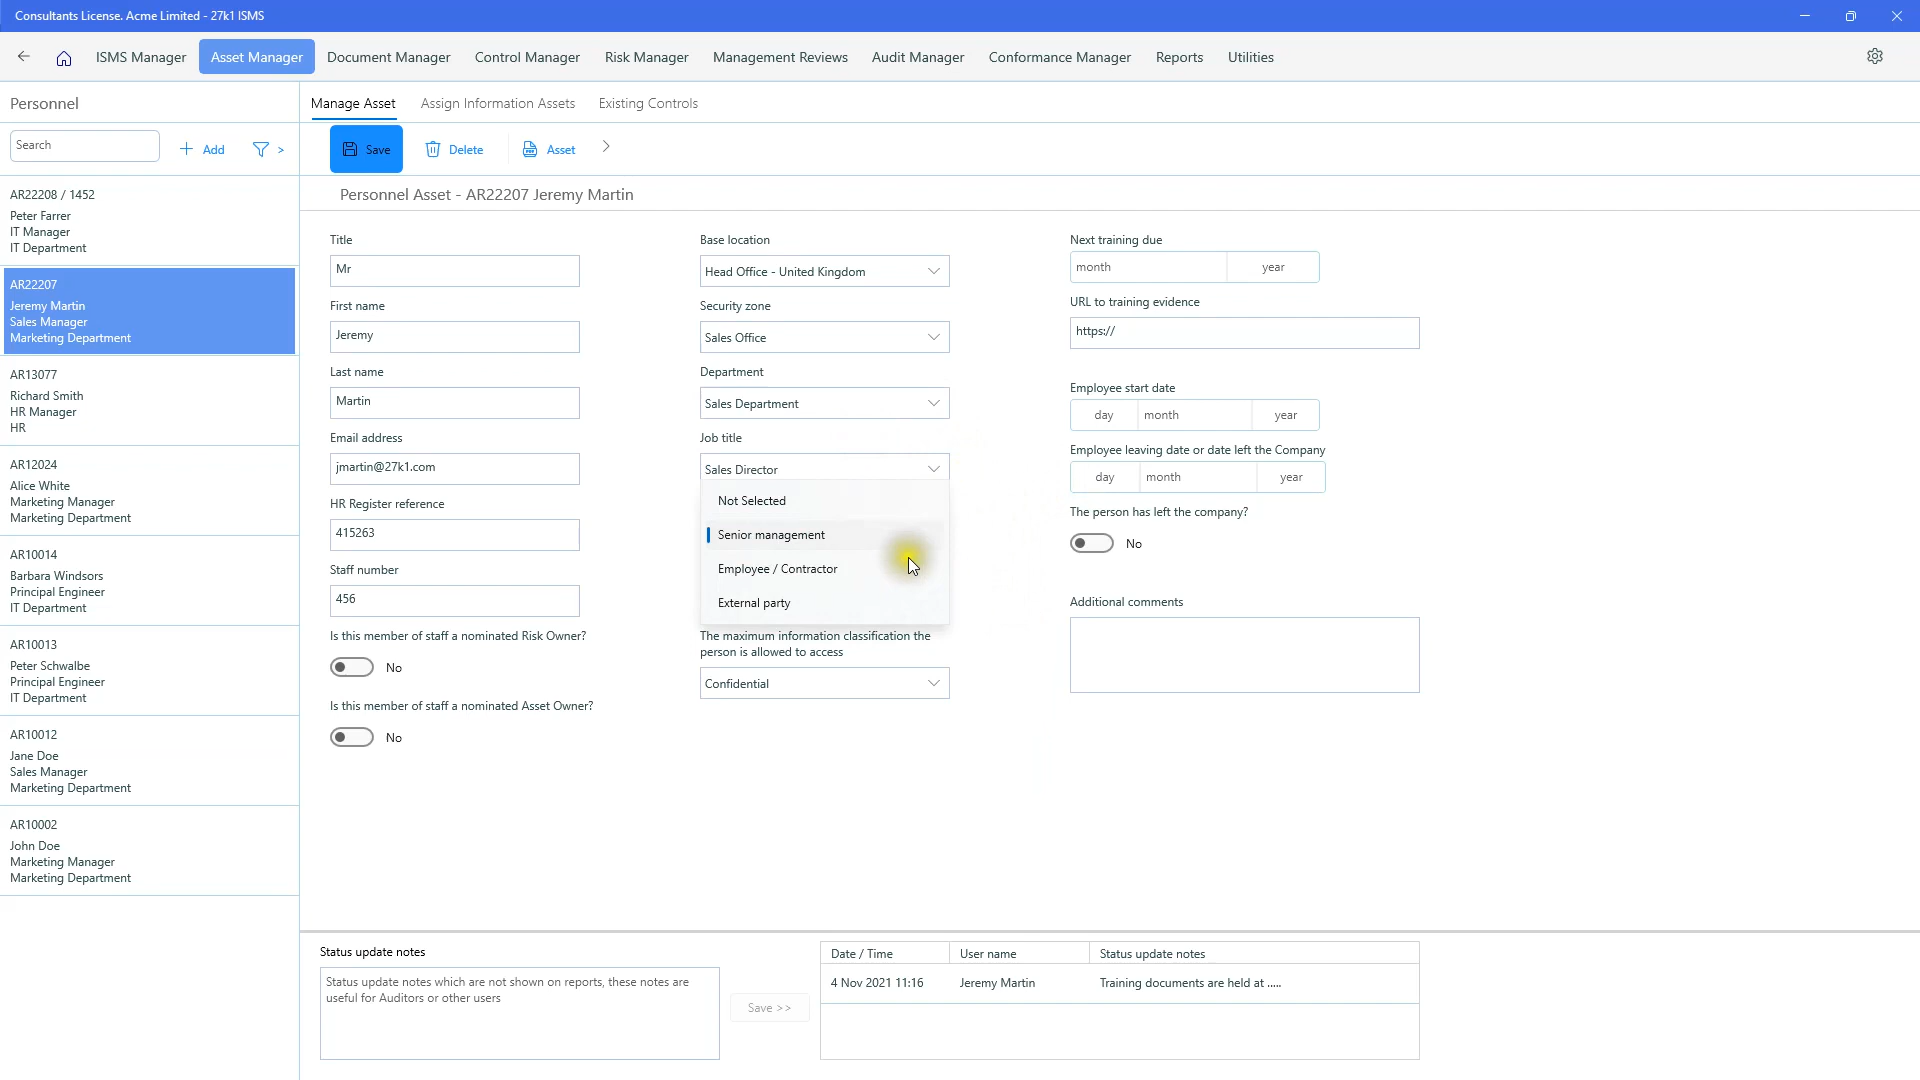 Consultants License. Acme Limited - 27k1 ISMS
ISMS Manager Asset Manager Document Manager Control Manager Risk Manager Management Reviews Audit Manager Conformance Manager Reports Utilities
Personnel
Search
Add
>
AR22208 / 1452
Peter Farrer
IT Manager
IT Department
AR22207
Jeremy Martin
Sales Manager
Marketing Department
AR13077
Richard Smith
HR Manager
HR
AR12024
Alice White
Marketing Manager
Marketing Department
AR10014
Barbara Windsors
Principal Engineer
IT Department
AR10013
Peter Schwalbe
Principal Engineer
IT Department
AR10012
Jane Doe
Sales Manager
Marketing Department
AR10002
John Doe
Marketing Manager
Marketing Department
Manage Asset Assign Information Assets Existing Controls
Save Delete Asset
Personnel Asset - AR22207 Jeremy Martin
Title
Mr
First name
Jeremy
Last name
Martin
Email address
jmartin@27k1.com
HR Register reference
415263
Staff number
456
Is this member of staff a nominated Risk Owner?
No
Is this member of staff a nominated Asset Owner?
No
Base location
Head Office - United Kingdom
Security zone
Sales Office
Department
Sales Department
Job title
Sales Director
Not Selected
Senior management
Employee / Contractor
External party
The maximum information classification the
person is allowed to access
Confidential
Next training due
month year
URL to training evidence
https://
Employee start date
day month year
Employee leaving date or date left the Company
day month year
The person has left the company?
No
Additional comments
Status update notes
Status update notes which are not shown on reports, these notes are
useful for Auditors or other users
Save >>
Date / Time User name Status update notes
4 Nov 2021 11:16 Jeremy Martin Training documents are held at .....